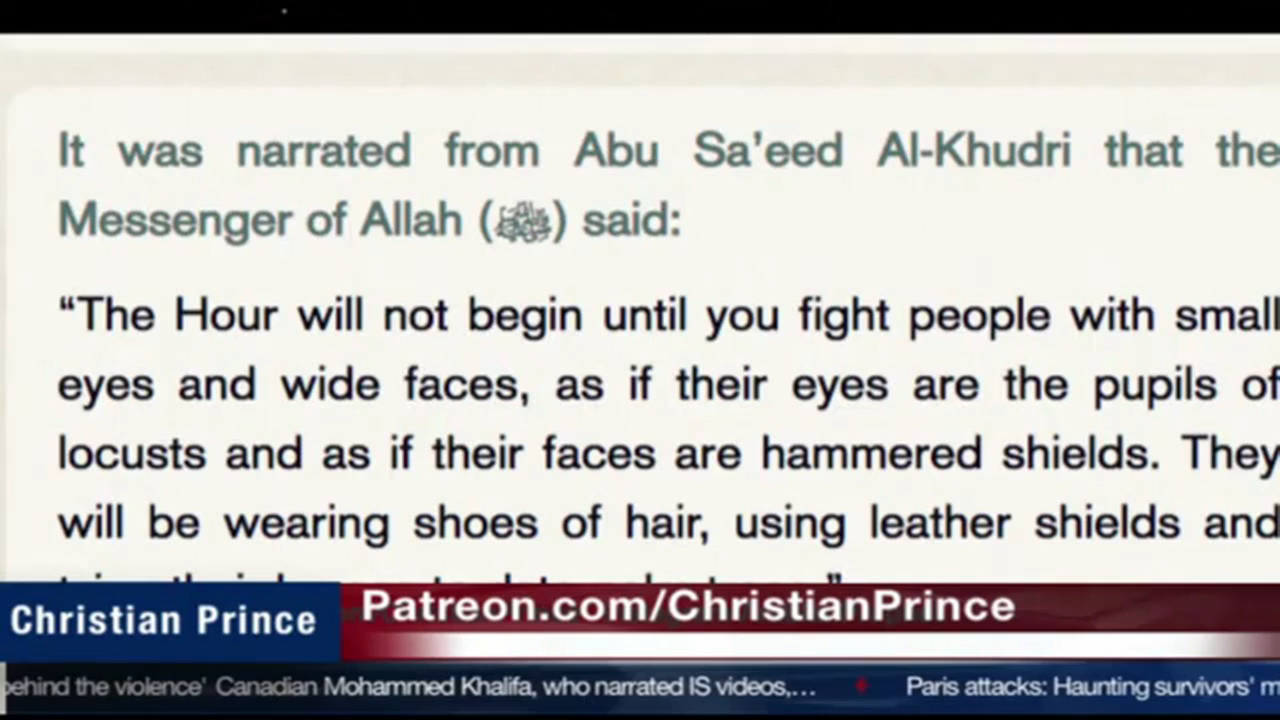 It was narrated from Abu Sa'eed Al-Khudri that the
Messenger of Allah (ﷺ) said:
“The Hour will not begin until you fight people with small
eyes and wide faces, as if their eyes are the pupils of
locusts and as if their faces are hammered shields. They
will be wearing shoes of hair, using leather shields and
Christian Prince
Patreon.com/ChristianPrince
behind the violence' Canadian Mohammed Khalifa, who narrated IS videos,... Paris attacks: Haunting survivors'